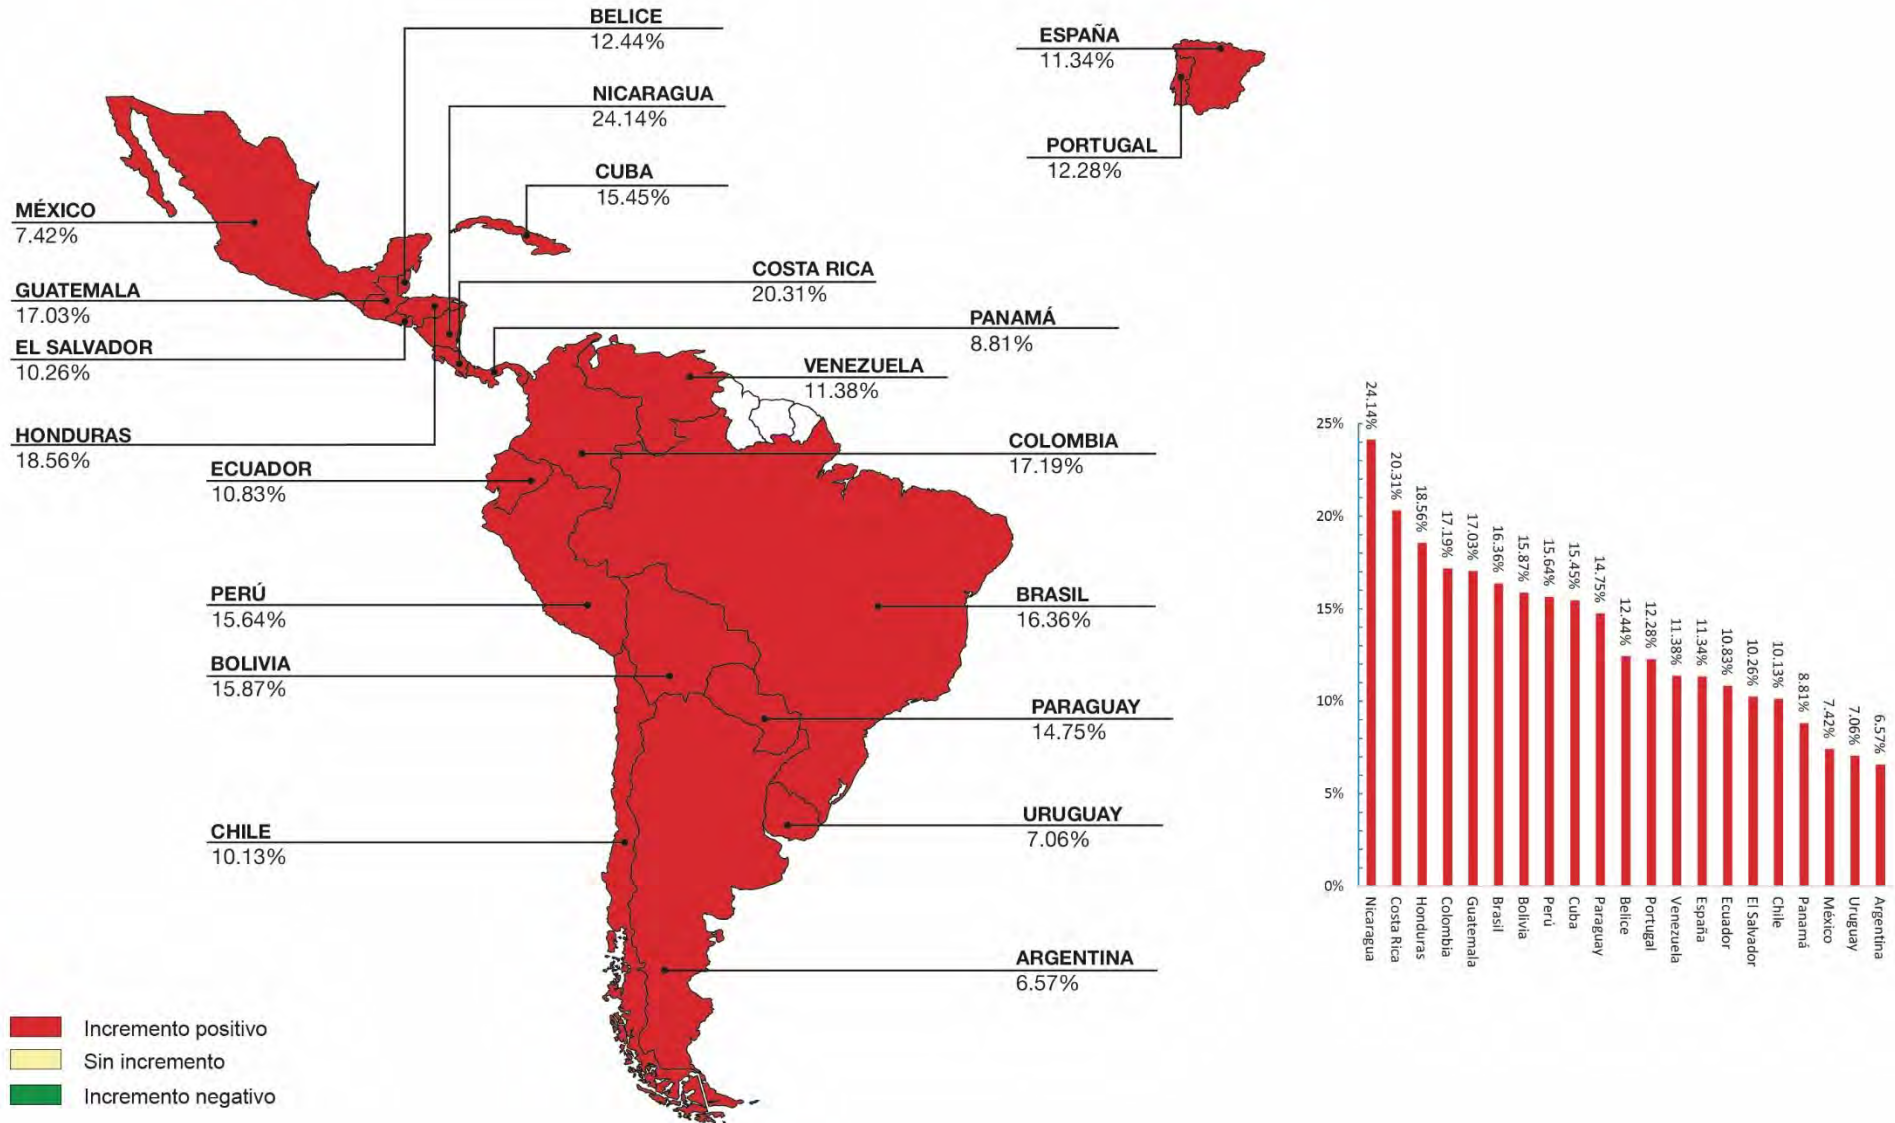 BELICE
12.44%
ESPAÑA
11.34%
NICARAGUA
24.14%
PORTUGAL
12.28%
CUBA
15.45%
MÉXICO
7.42%
COSTA RICA
20.31%
GUATEMALA
17.03%
PANAMÁ
8.81%
EL SALVADOR
10.26%
VENEZUELA
11.38%
HONDURAS
18.56%
COLOMBIA
17.19%
ECUADOR
10.83%
PERÚ
15.64%
BRASIL
16.36%
BOLIVIA
15.87%
PARAGUAY
14.75%
URUGUAY
7.06%
CHILE
10.13%
ARGENTINA
6.57%
Incremento positivo
Sin incremento
Incremento negativo
25%
20%
15%
10%
5%
0%
24.14%
20.31%
18.56%
17.19%
17.03%
16.36%
15.87%
15.64%
15.45%
14.75%
12.44%
12.28%
11.38%
11.34%
10.83%
10.26%
10.13%
8.81%
7.42%
7.06%
6.57%
Nicaragua
Costa Rica
Honduras
Colombia
Guatemala
Brasil
Bolivia
Perú
Cuba
Paraguay
Belice
Portugal
Venezuela
España
Ecuador
El Salvador
Chile
Panamá
México
Uruguay
Argentina